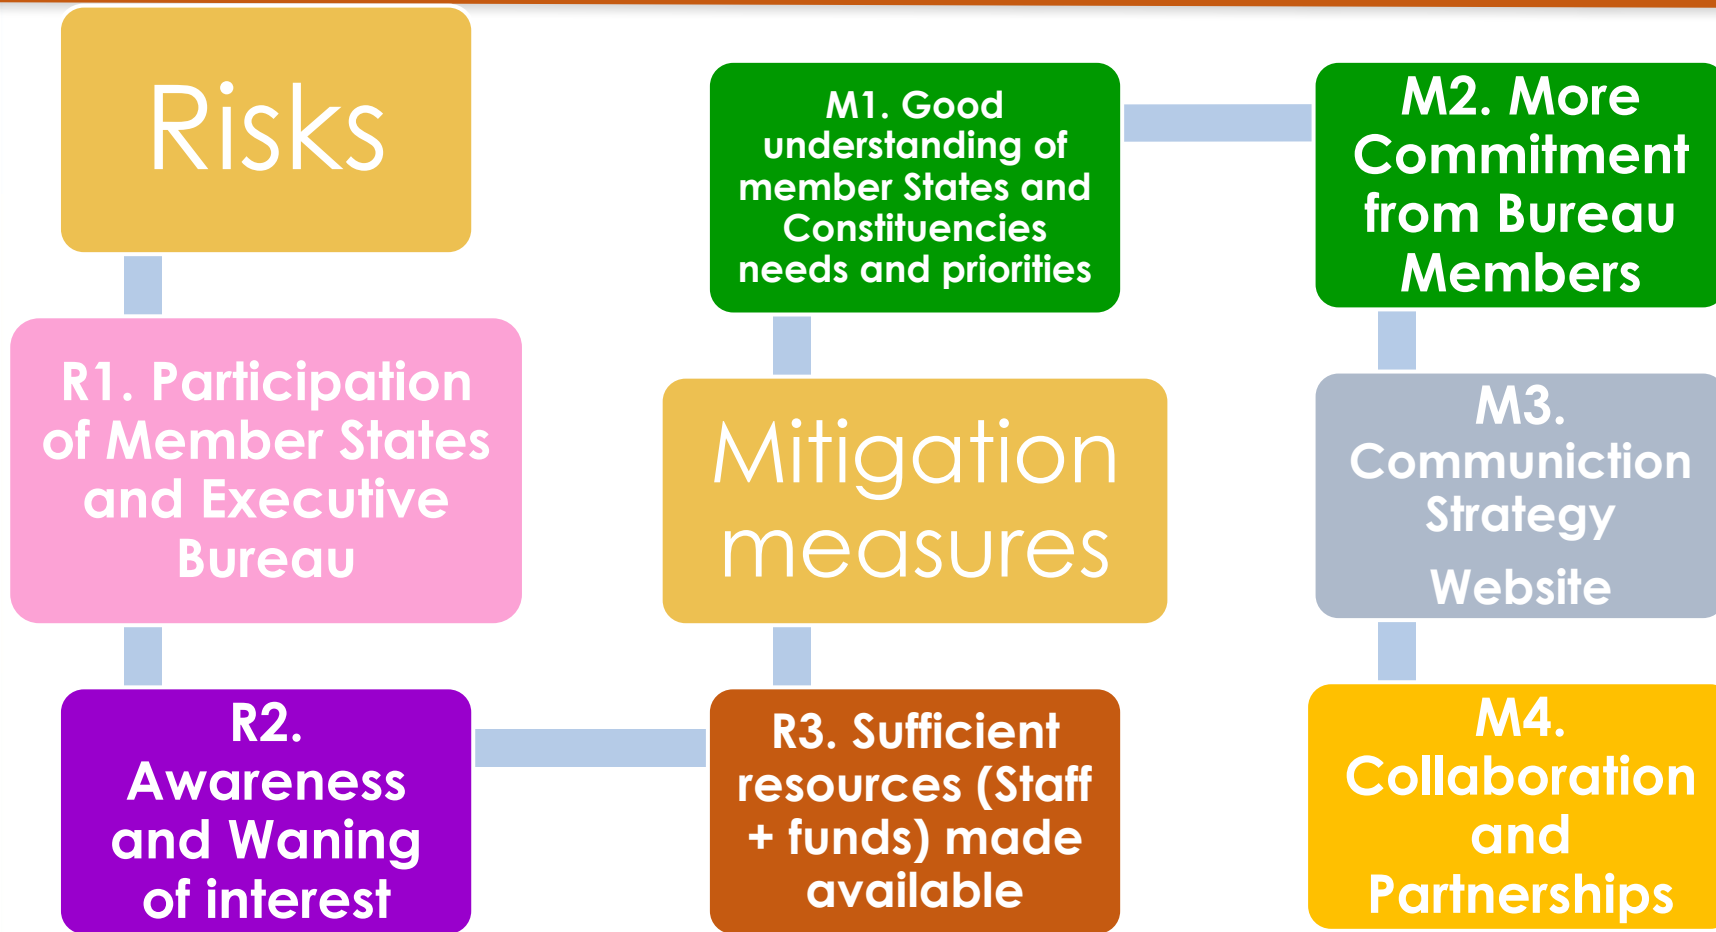 Risks
R1. Participation
of Member States
and Executive
Bureau
R2.
Awareness
and Waning
of interest
R3. Sufficient
resources (Staff
+ funds) made
available
Mitigation
measures
M1. Good
understanding of
member States and
Constituencies
needs and priorities
M2. More
Commitment
from Bureau
Members
M3.
Communiction
Strategy
Website
M4.
Collaboration
and
Partnerships